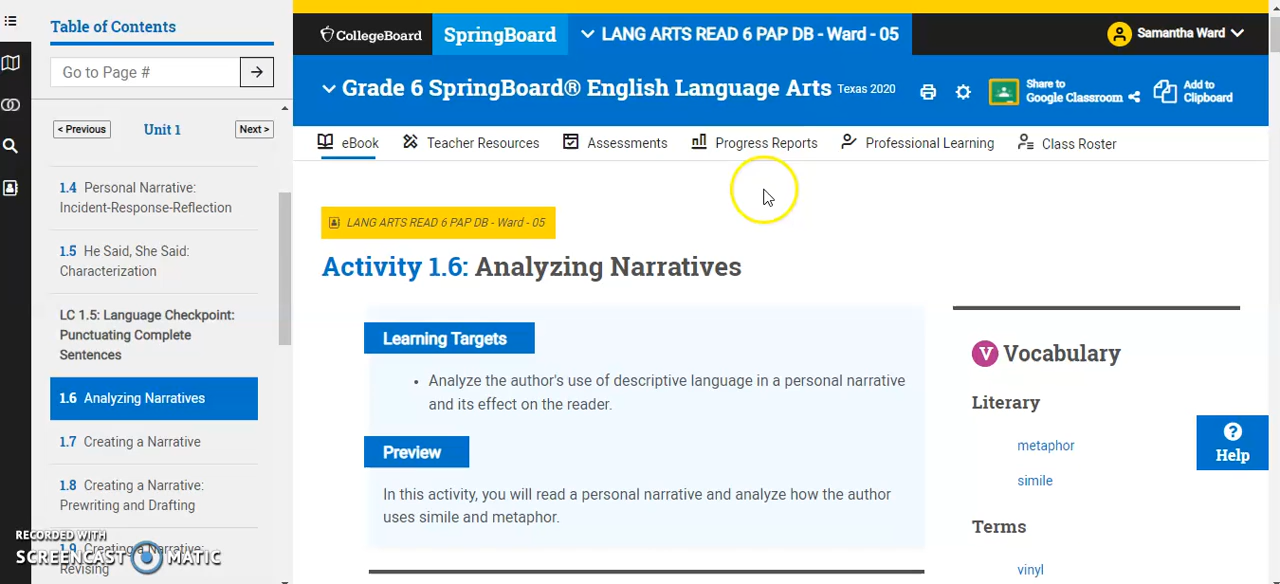 Table of Contents
Go to Page #
< Previous
Unit 1
Next >
1.4 Personal Narrative:
Incident-Response-Reflection
1.5 He Said, She Said:
Characterization
LC 1.5: Language Checkpoint:
Punctuating Complete
Sentences
1.6 Analyzing Narratives
1.7 Creating a Narrative
1.8 Creating a Narrative:
Prewriting and Drafting
1.9 Creating a Narrative:
Revising
RECORDED WITH
SCREENCAST MATIC
CollegeBoard
SpringBoard
LANG ARTS READ 6 PAP DB - Ward - 05
Samantha Ward
Grade 6 SpringBoard® English Language Arts Texas 2020
Share to
Google Classroom
Add to
Clipboard
eBook
Teacher Resources
Assessments
Progress Reports
Professional Learning
Class Roster
LANG ARTS READ 6 PAP DB - Ward - 05
Activity 1.6: Analyzing Narratives
Learning Targets
• Analyze the author's use of descriptive language in a personal narrative
and its effect on the reader.
Preview
In this activity, you will read a personal narrative and analyze how the author
uses simile and metaphor.
V Vocabulary
Literary
metaphor
simile
Terms
vinyl
? Help